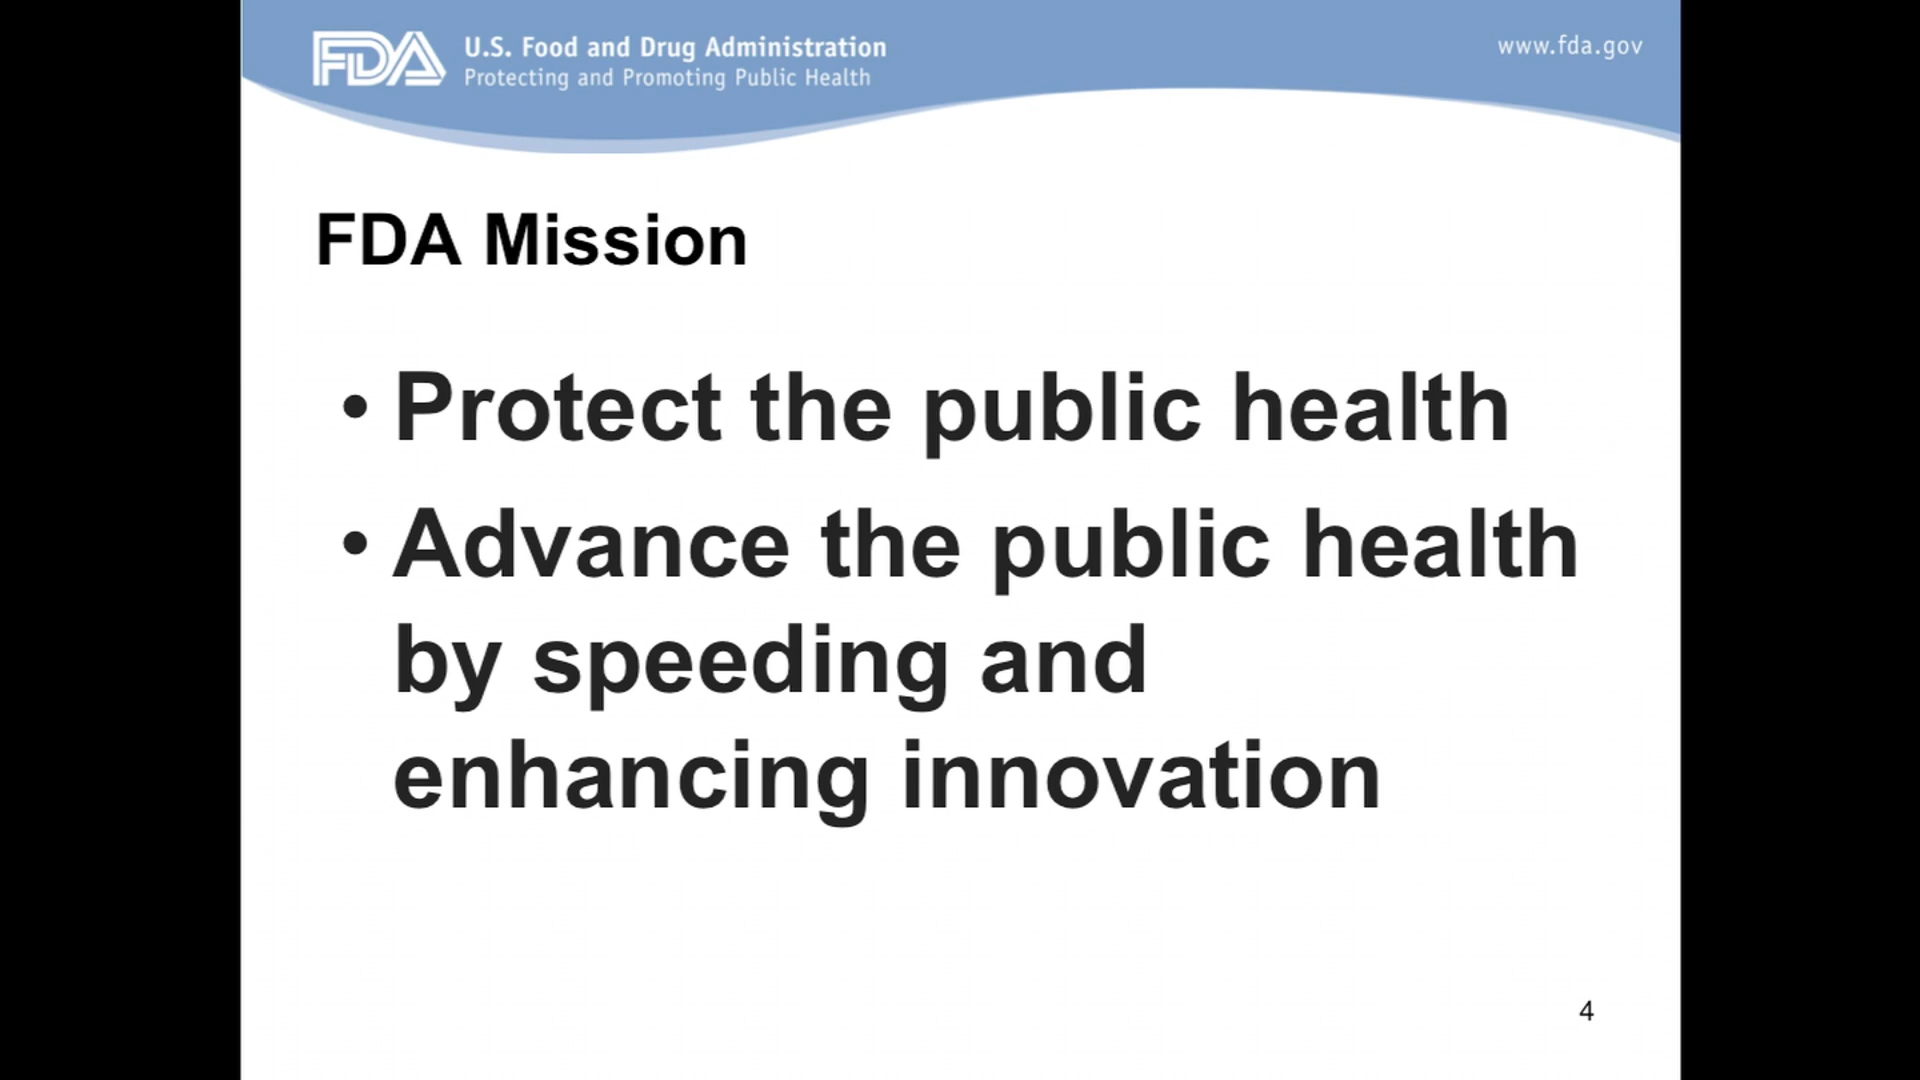 FDA U.S. Food and Drug Administration
Protecting and Promoting Public Health
www.fda.gov
FDA Mission
• Protect the public health
• Advance the public health
by speeding and
enhancing innovation
4